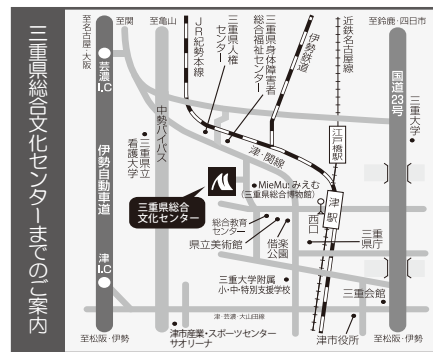 三重県総合文化センターまでのご案内
至名古屋・大阪
至関
至亀山
至鈴鹿・四日市
芸濃
I.C
伊勢自動車道
津
I.C
至松阪・伊勢
中勢バイパス
JR紀勢本線
三重県人権
センター
三重県身体障害者
総合福祉センター
伊勢鉄道
近鉄名古屋線
国道23号
三重大学
江戸橋駅
三重県立
看護大学
津・関線
三重県総合
文化センター
MieMu:みえむ
(三重県総合博物館)
津駅
西口
総合教育
センター
県立美術館
偕楽
公園
三重
県庁
三重大学附属
小・中・特別支援学校
三重会館
津・芸濃・大山田線
津市産業・スポーツセンター
サオリーナ
津市役所
至松阪・伊勢